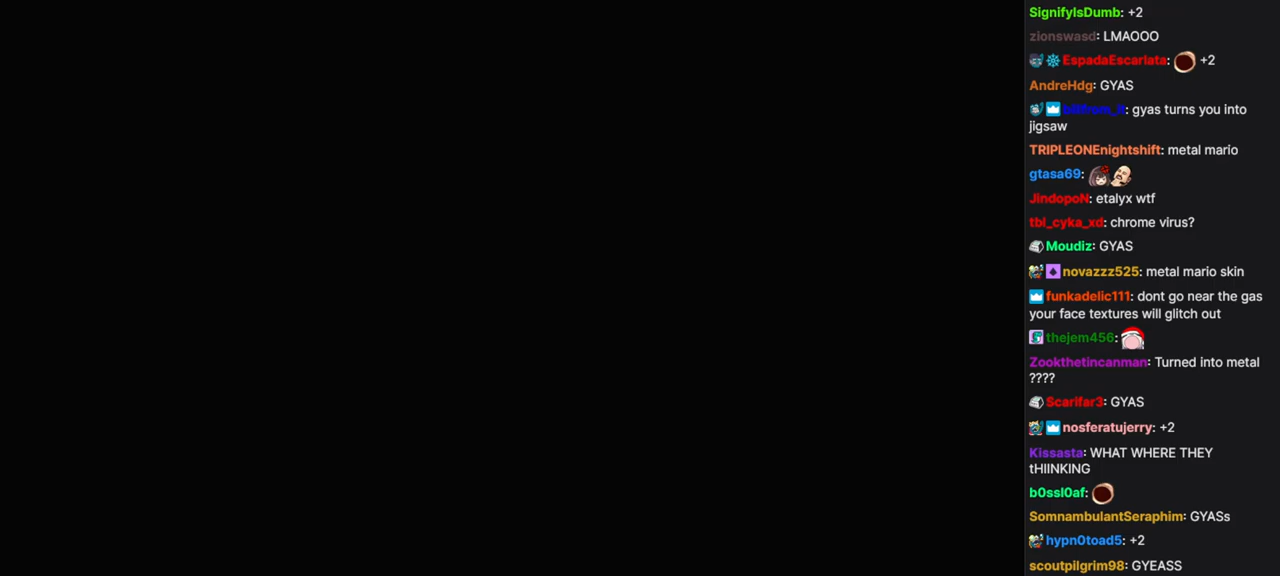 SignifyIsDumb: +2
zionswasd: LMAOOO
EspadaEscarlata: +2
AndreHdg: GYAS
: gyas turns you into
jigsaw
TRIPLEONEnightshift: metal mario
gtasa69:
JindopoN: etalyx wtf
tbl_cyka_xd: chrome virus?
Moudiz: GYAS
novazzz525: metal mario skin
funkadelic111: dont go near the gas
your face textures will glitch out
thejem456:
Zookthetincanman: Turned into metal
????
Scarifar3: GYAS
nosferatujerry: +2
Kissasta: WHAT WHERE THEY
tHIINKING
b0ssl0af:
SomnambulantSeraphim: GYASs
hypn0toad5: +2
scoutpilgrim98: GYEASS